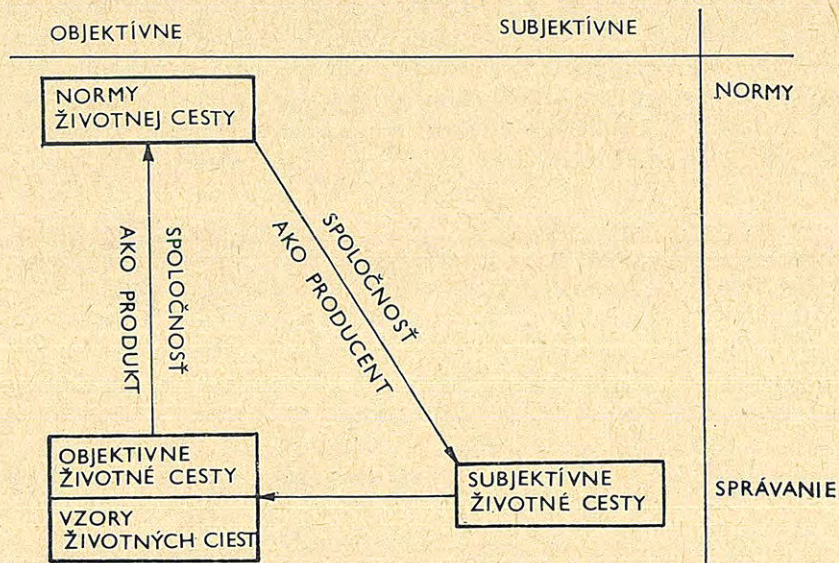 OBJEKTÍVNE
SUBJEKTÍVNE
NORMY
ŽIVOTNEJ CESTY
NORMY
SPOLOČNOSŤ
AKO PRODUKT
SPOLOČNOSŤ
AKO PRODUCENT
OBJEKTIVNE
ŽIVOTNÉ CESTY
VZORY
ŽIVOTNÝCH CIEST
SUBJEKTÍVNE
ŽIVOTNÉ CESTY
SPRÁVANIE